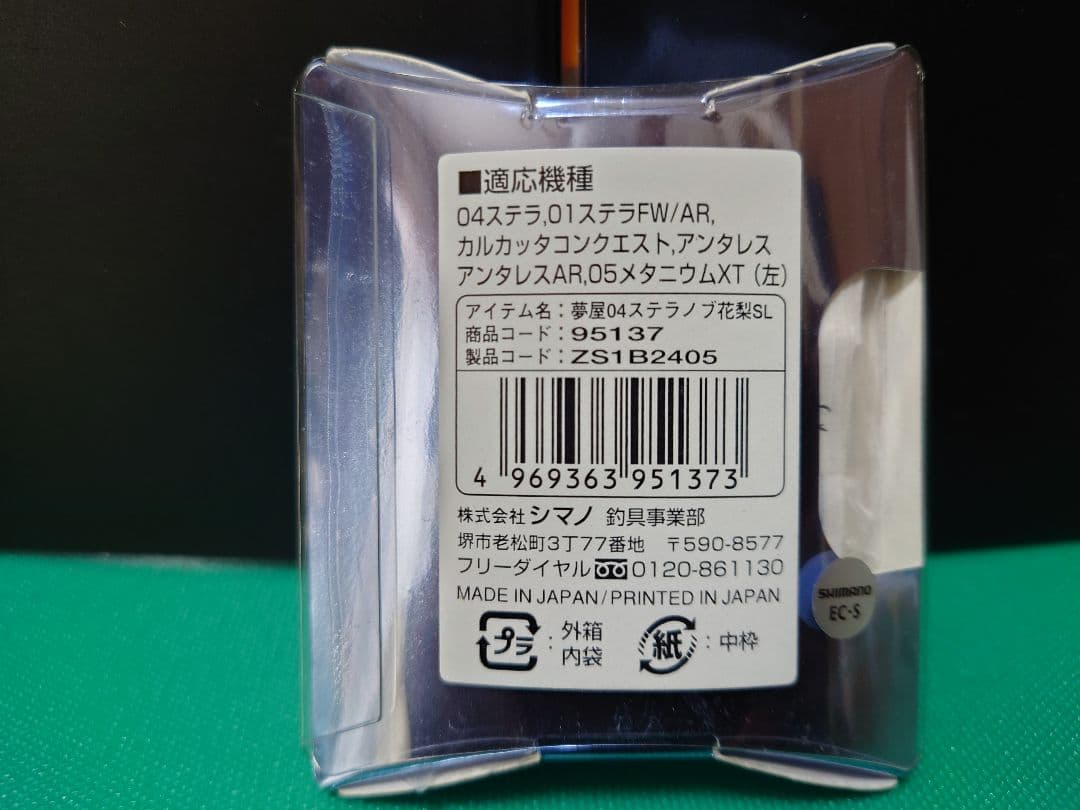 ■適応機種
04ステラ,01ステラFW/AR,
カルカッタコンクエスト,アンタレス
アンタレスAR,05メタニウムXT(左)
アイテム名:夢屋04ステラノブ花梨SL
商品コード:95137
製品コード:ZS1B2405
4 969363 951373
株式会社シマノ 釣具事業部
堺市老松町3丁77番地 〒590-8577
フリーダイヤル 0120-861130
MADE IN JAPAN/PRINTED IN JAPAN
プラ:外箱
内袋
紙:中枠
SHIMANO
EC-S